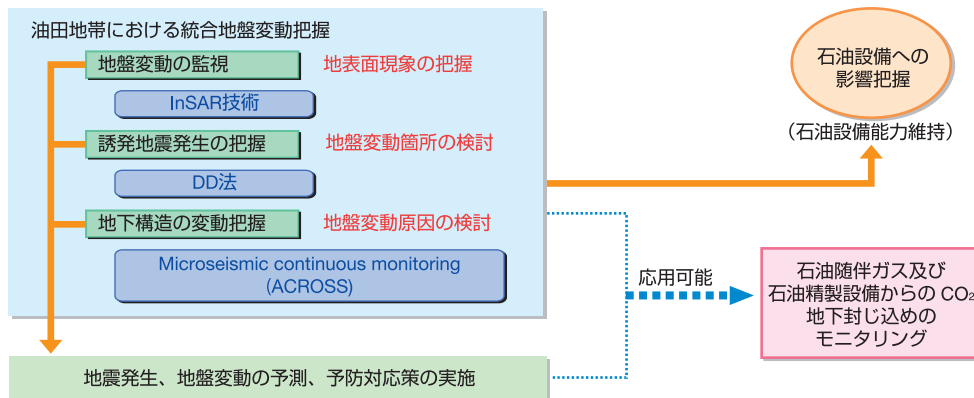 油田地帯における統合地盤変動把握
地盤変動の監視
地表面現象の把握
InSAR技術
誘発地震発生の把握
地盤変動箇所の検討
DD法
地下構造の変動把握
地盤変動原因の検討
Microseismic continuous monitoring
(ACROSS)
地震発生、地盤変動の予測、予防対応策の実施
石油設備への
影響把握
（石油設備能力維持）
応用可能
石油随伴ガス及び
石油精製設備からの CO₂
地下封じ込めの
モニタリング